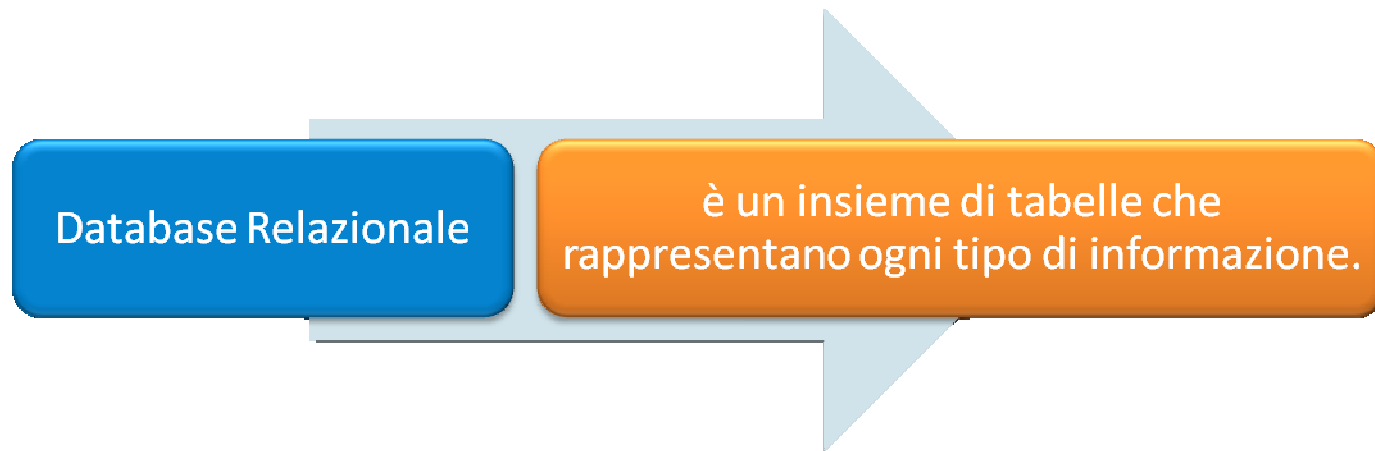 Database Relazionale
è un insieme di tabelle che
rappresentano ogni tipo di informazione.